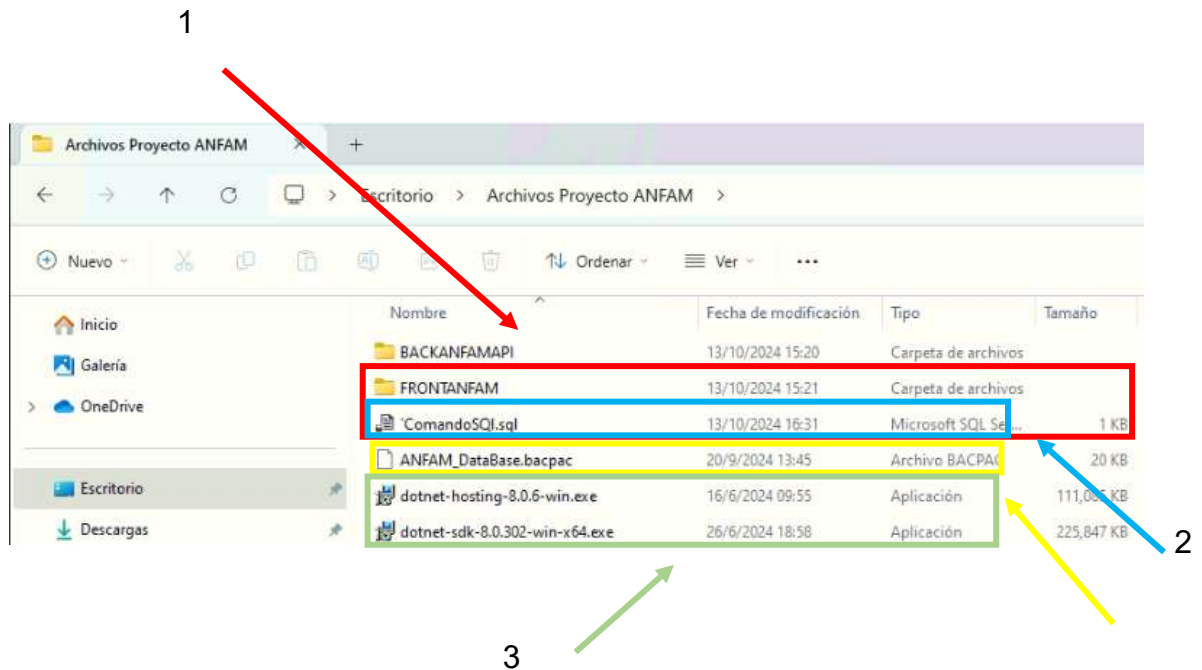 1
Archivos Proyecto ANFAM
Escritorio > Archivos Proyecto ANFAM >
Nuevo
Ordenar
Ver
Nombre Fecha de modificación Tipo Tamaño
Inicio
BACKANFAMAPI 13/10/2024 15:20 Carpeta de archivos
Galería
FRONTANFAM 13/10/2024 15:21 Carpeta de archivos
OneDrive
`ComandoSQl.sql 13/10/2024 16:31 Microsoft SQL Se... 1 KB
ANFAM_DataBase.bacpac 20/9/2024 13:45 Archivo BACPAC 20 KB
Escritorio
dotnet-hosting-8.0.6-win.exe 16/6/2024 09:55 Aplicación KB
Descargas
dotnet-sdk-8.0.302-win-x64.exe 26/6/2024 18:58 Aplicación 225,847 KB
2
3